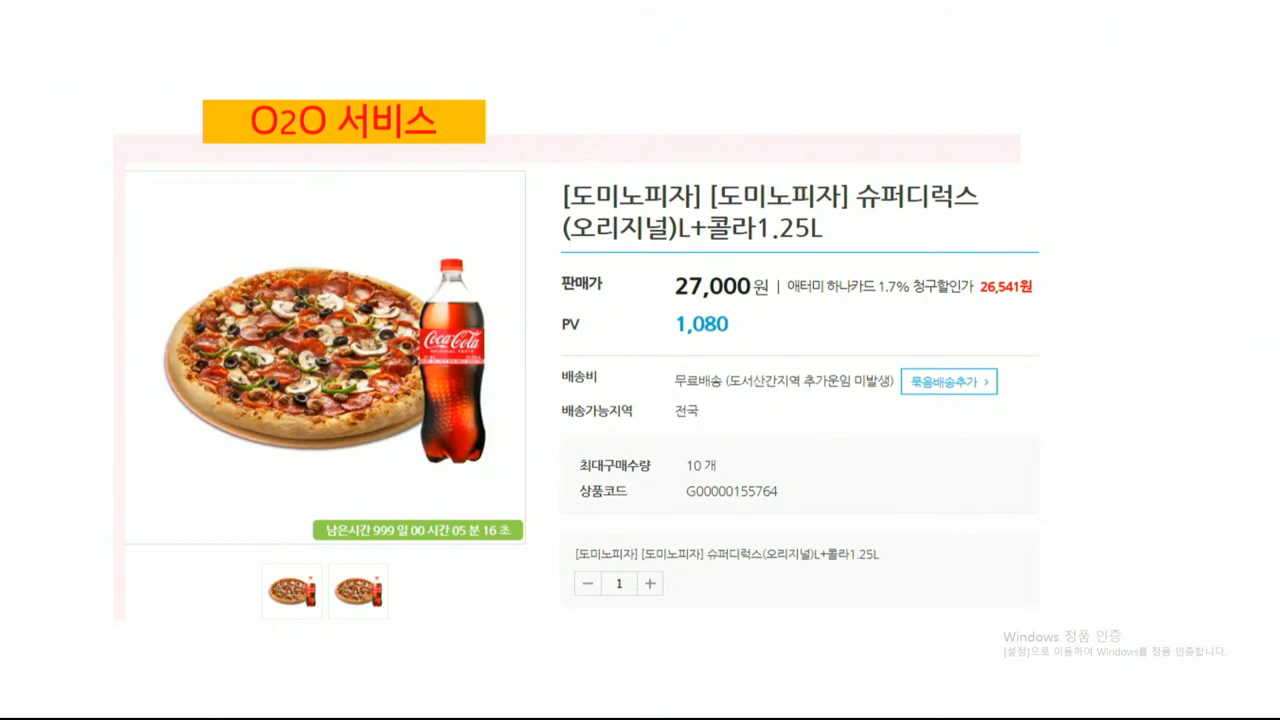 O2O 서비스
[도미노피자] [도미노피자] 슈퍼디럭스
(오리지널)L+콜라1.25L
판매가 27,000원 | 애터미 하나카드 1.7% 청구할인가 26,541원
PV 1,080
배송비 무료배송 (도서산간지역 추가운임 미발생) 묶음배송추가 >
배송가능지역 전국
최대구매수량 10 개
상품코드 G00000155764
Coca-Cola
ORIGINAL TASTE
남은시간 999 일 00 시간 05 분 16 초
[도미노피자] [도미노피자] 슈퍼디럭스(오리지널)L+콜라1.25L
− 1 +
Windows 정품 인증
[설정]으로 이동하여 Windows를 정품 인증합니다.